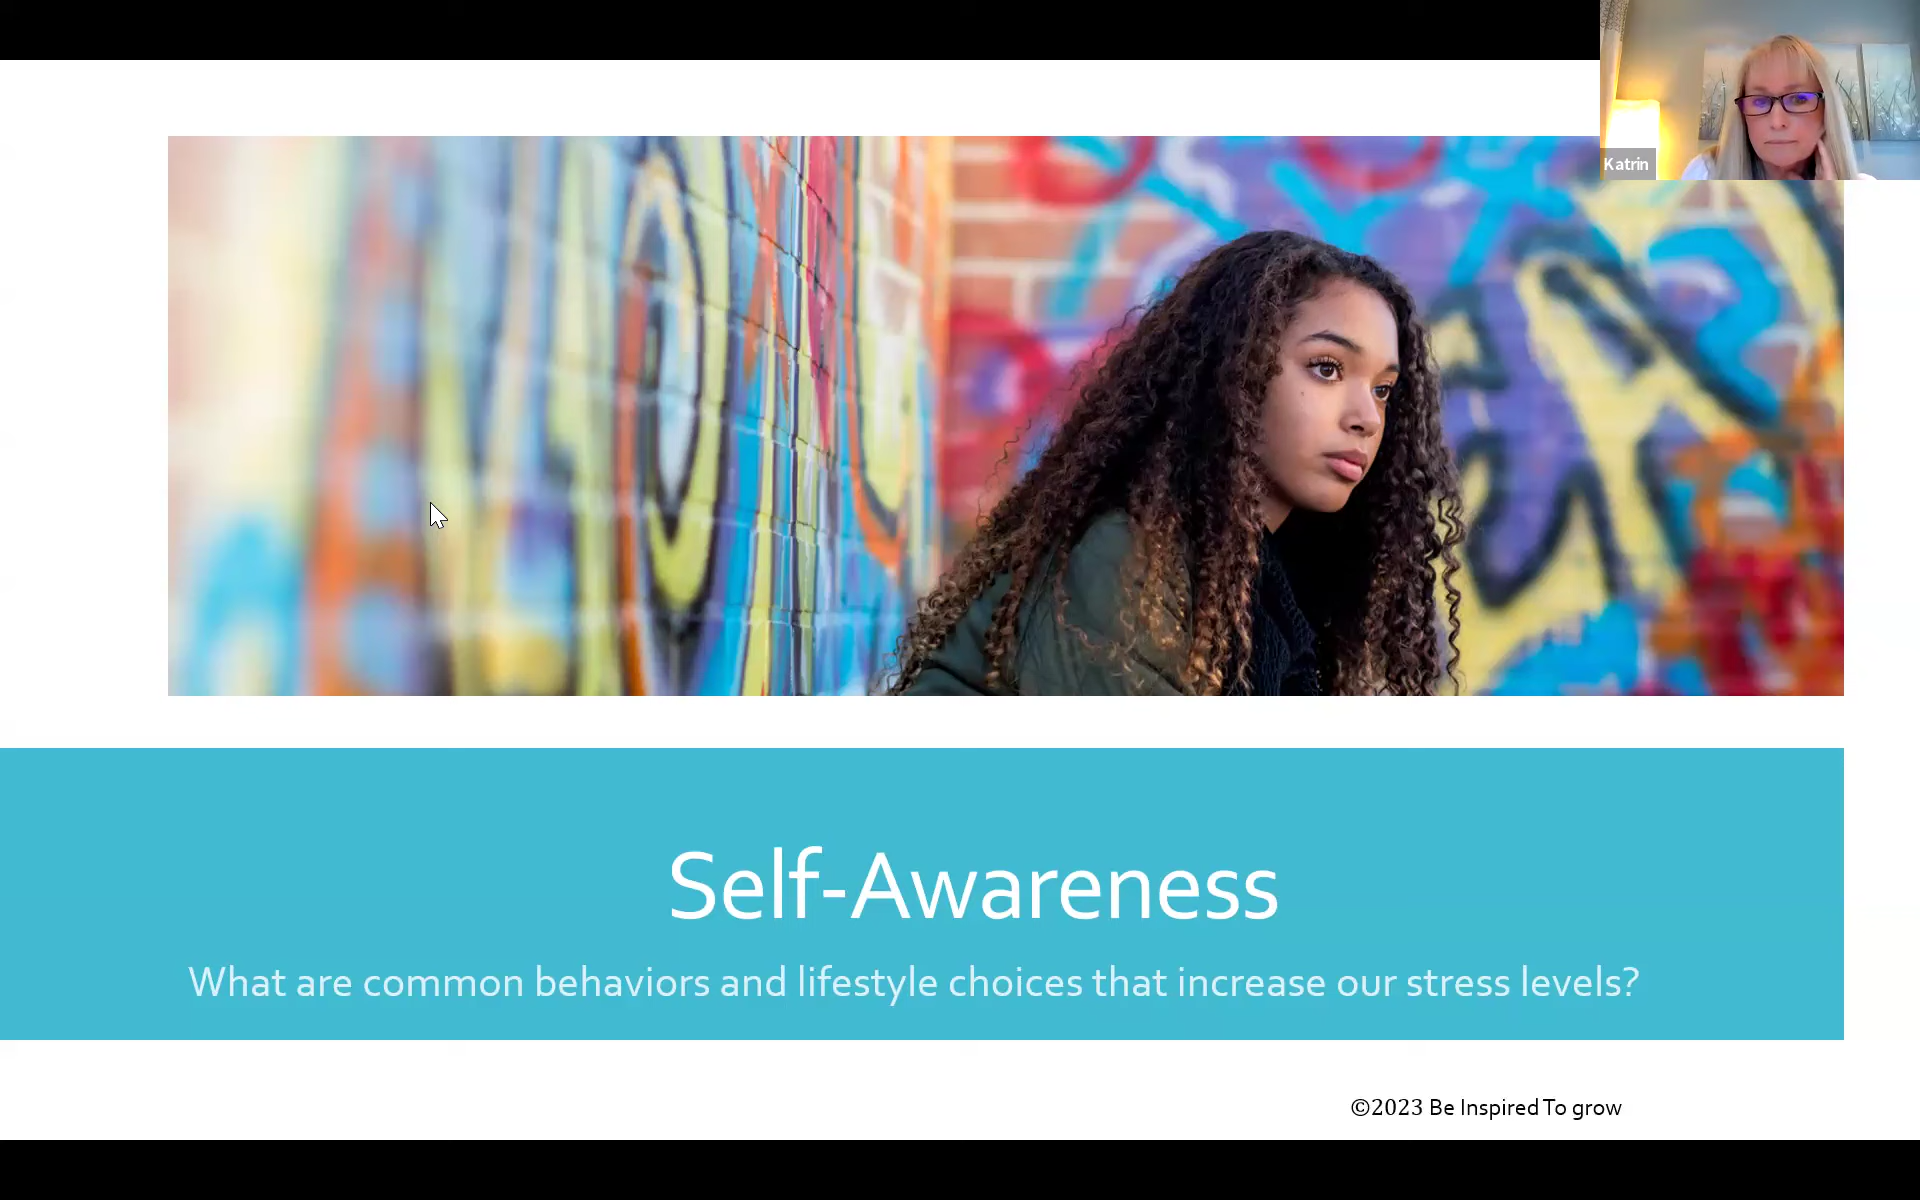 Katrin
Self-Awareness
What are common behaviors and lifestyle choices that increase our stress levels?
©2023 Be Inspired To grow